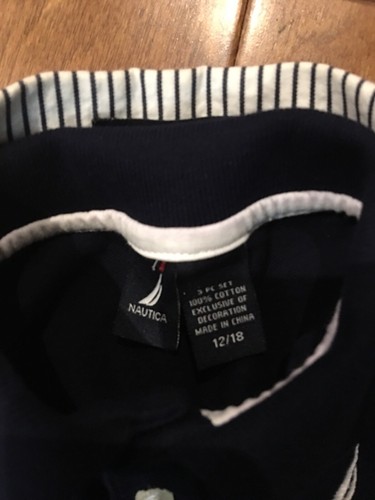 NAUTICA
3 PC SET
100% COTTON
EXCLUSIVE OF
DECORATION
MADE IN CHINA
12/18